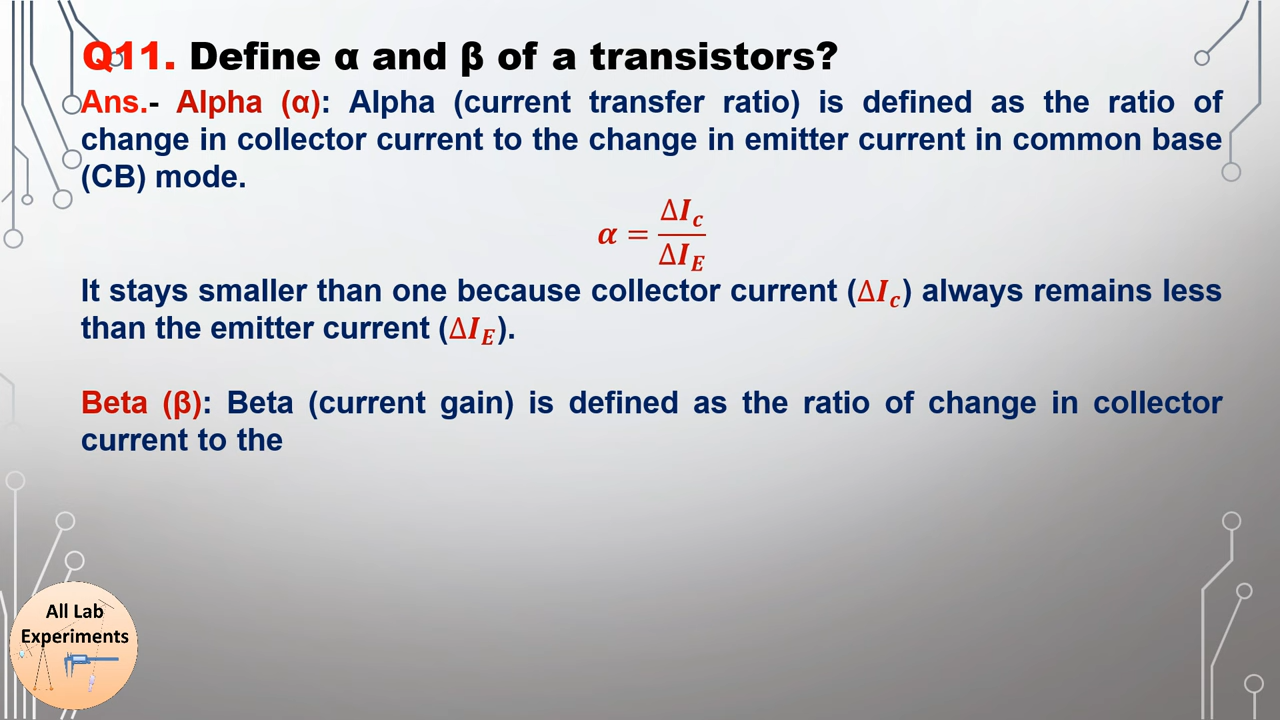 Q11. Define α and β of a transistors?
Ans.- Alpha (α): Alpha (current transfer ratio) is defined as the ratio of
change in collector current to the change in emitter current in common base
(CB) mode.
α = ΔI_c / ΔI_E
It stays smaller than one because collector current (ΔI_c) always remains less
than the emitter current (ΔI_E).
Beta (β): Beta (current gain) is defined as the ratio of change in collector
current to the
All Lab
Experiments